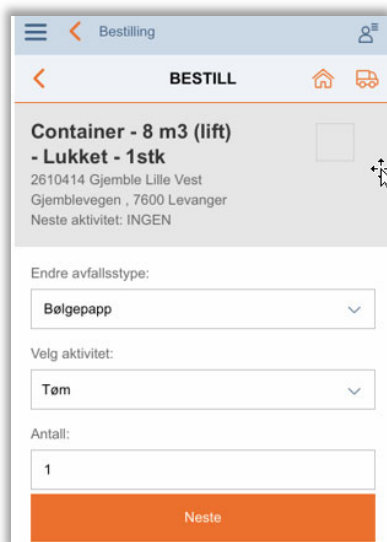 Bestilling
BESTILL
Container - 8 m3 (lift)
- Lukket - 1stk
2610414 Gjemble Lille Vest
Gjemblevegen , 7600 Levanger
Neste aktivitet: INGEN
Endre avfallsstype:
Bølgepapp
Velg aktivitet:
Tøm
Antall:
1
Neste